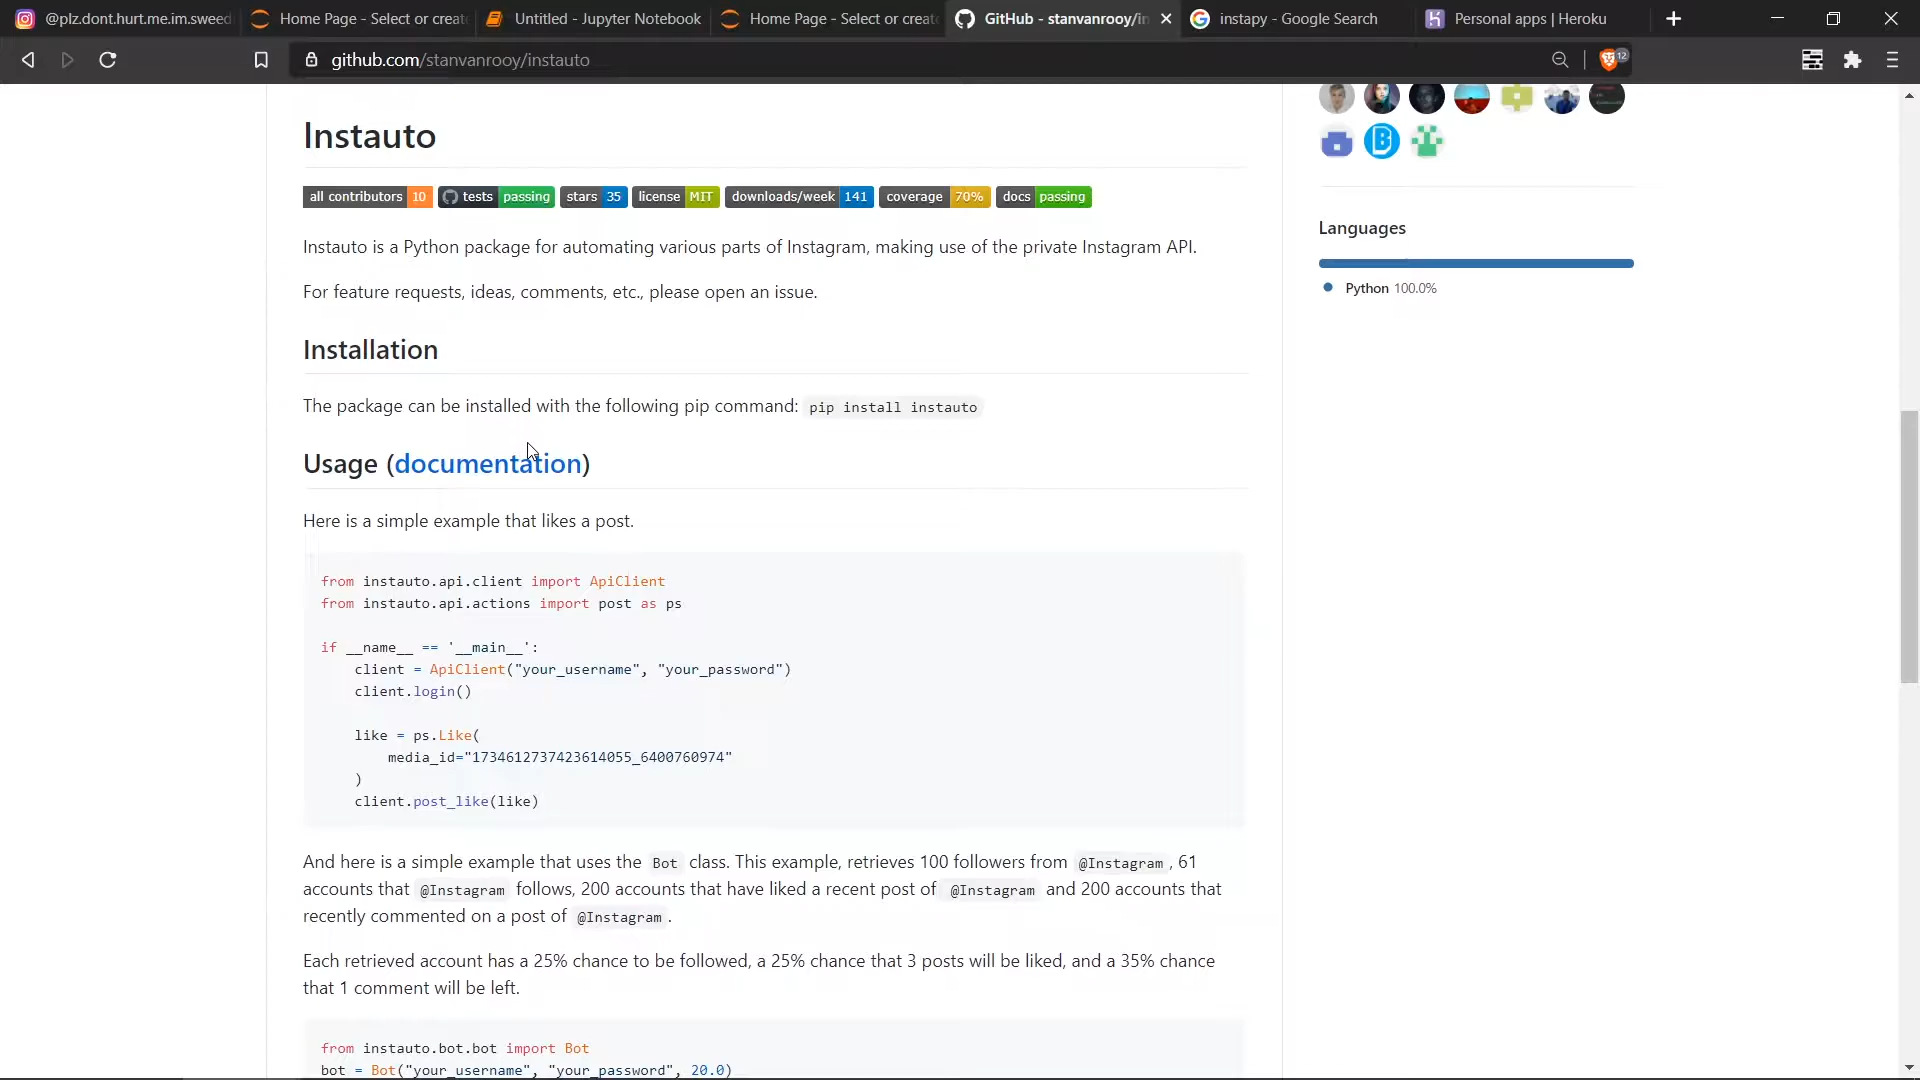 @plz.dont.hurt.me.im.sweed
Home Page - Select or creat
Untitled - Jupyter Notebook
Home Page - Select or creat
GitHub - stanvanrooy/in
instapy - Google Search
Personal apps | Heroku
github.com/stanvanrooy/instauto
12
Instauto
all contributors 10 tests passing stars 35 license MIT downloads/week 141 coverage 70% docs passing
Instauto is a Python package for automating various parts of Instagram, making use of the private Instagram API.
For feature requests, ideas, comments, etc., please open an issue.
Installation
The package can be installed with the following pip command: pip install instauto
Usage (documentation)
Here is a simple example that likes a post.
from instauto.api.client import ApiClient
from instauto.api.actions import post as ps
if __name__ == '__main__':
    client = ApiClient("your_username", "your_password")
    client.login()
    like = ps.Like(
        media_id="1734612737423614055_6400760974"
    )
    client.post_like(like)
And here is a simple example that uses the Bot class. This example, retrieves 100 followers from @Instagram , 61
accounts that @Instagram follows, 200 accounts that have liked a recent post of @Instagram and 200 accounts that
recently commented on a post of @Instagram .
Each retrieved account has a 25% chance to be followed, a 25% chance that 3 posts will be liked, and a 35% chance
that 1 comment will be left.
from instauto.bot.bot import Bot
bot = Bot("your_username", "your_password", 20.0)
Languages
Python 100.0%